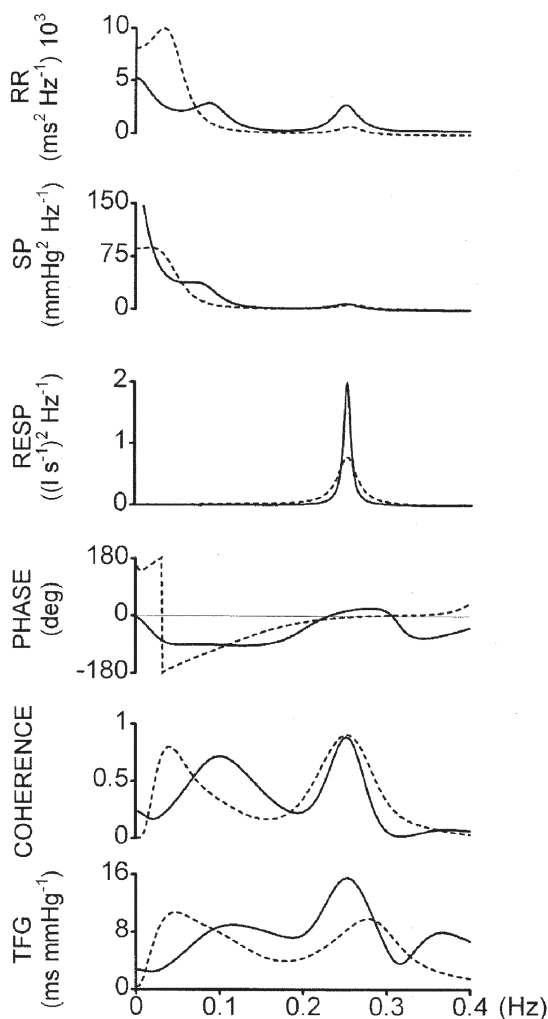 RR
(ms² Hz⁻¹) 10³
10
5
0
SP
(mmHg² Hz⁻¹)
150
75
0
RESP
((l s⁻¹)² Hz⁻¹)
2
1
0
PHASE
(deg)
180
0
-180
COHERENCE
1
0.5
0
TFG
(ms mmHg⁻¹)
16
8
0
0 0.1 0.2 0.3 0.4 (Hz)